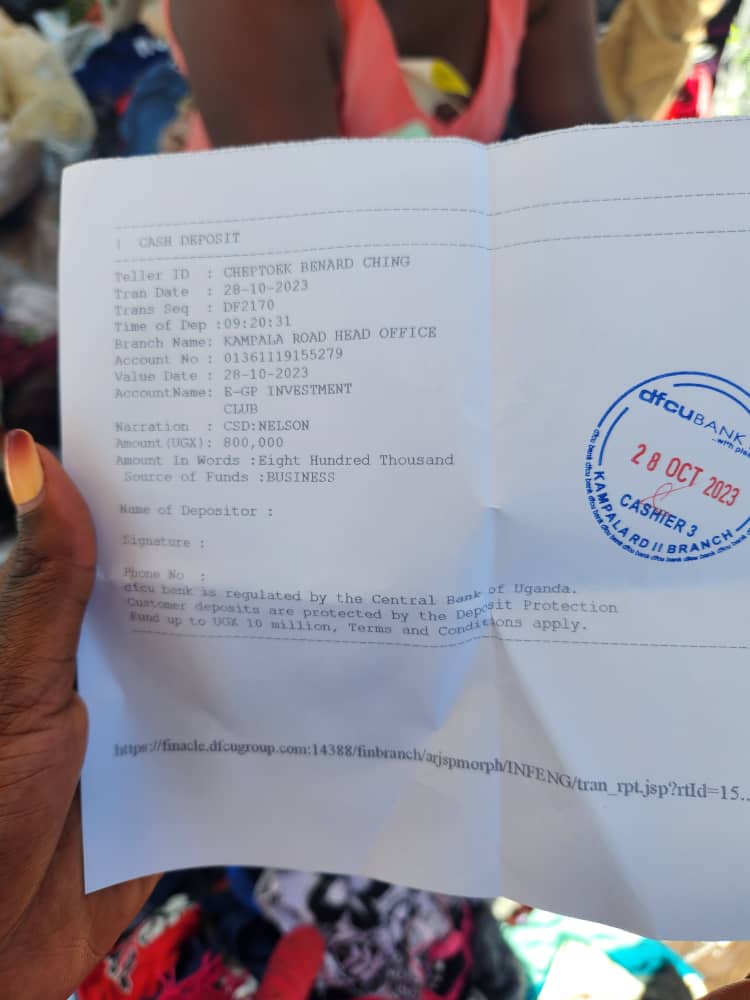 | CASH DEPOSIT
Teller ID : CHEPTOEK BENARD CHING
Tran Date : 28-10-2023
Trans Seq : DF2170
Time of Dep :09:20:31
Branch Name: KAMPALA ROAD HEAD OFFICE
Account No : 01361119155279
Value Date : 28-10-2023
AccountName: E-GP INVESTMENT
CLUB
Narration : CSD:NELSON
Amount(UGX): 800,000
Amount In Words :Eight Hundred Thousand
Source of Funds :BUSINESS
Name of Depositor :
Signature :
Phone No :
dfcu bank is regulated by the Central Bank of Uganda.
Customer deposits are protected by the Deposit Protection
Fund up to UGX 10 million, Terms and Conditions apply.
https://finacle.dfcugroup.com:14388/finbranch/arjspmorph/INFENG/tran_rpt.jsp?rtId=15...
dfcu BANK
...with
28 OCT 2023
CASHIER 3
KAMPALA RD II BRANCH